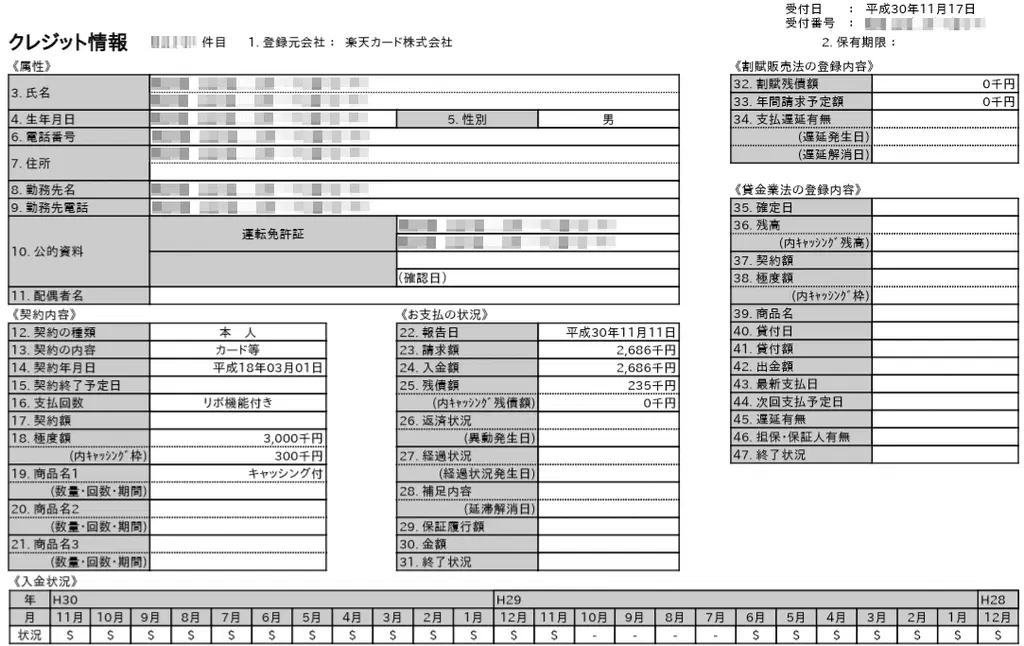 受付日 : 平成30年11月17日
受付番号 :
クレジット情報 件目 1. 登録元会社: 楽天カード株式会社 2. 保有期限:
《属性》
3. 氏名
4. 生年月日 5. 性別 男
6. 電話番号
7. 住所
8. 勤務先名
9. 勤務先電話
10. 公的資料 運転免許証
(確認日)
11. 配偶者名
《契約内容》
12. 契約の種類 本 人
13. 契約の内容 カード等
14. 契約年月日 平成18年03月01日
15. 契約終了予定日
16. 支払回数 リボ機能付き
17. 契約額
18. 極度額 3,000千円
(内キャッシング枠) 300千円
19. 商品名1 キャッシング付
(数量・回数・期間)
20. 商品名2
(数量・回数・期間)
21. 商品名3
(数量・回数・期間)
《お支払の状況》
22. 報告日 平成30年11月11日
23. 請求額 2,686千円
24. 入金額 2,686千円
25. 残債額 235千円
(内キャッシング残債額) 0千円
26. 返済状況
(異動発生日)
27. 経過状況
(経過状況発生日)
28. 補足内容
(延滞解消日)
29. 保証履行額
30. 金額
31. 終了状況
《割賦販売法の登録内容》
32. 割賦残債額 0千円
33. 年間請求予定額 0千円
34. 支払遅延有無
(遅延発生日)
(遅延解消日)
《貸金業法の登録内容》
35. 確定日
36. 残高
(内キャッシング残高)
37. 契約額
38. 極度額
(内キャッシング枠)
39. 商品名
40. 貸付日
41. 貸付額
42. 出金額
43. 最新支払日
44. 次回支払予定日
45. 遅延有無
46. 担保・保証人有無
47. 終了状況
《入金状況》
年 H30 H29 H28
月 11月 10月 9月 8月 7月 6月 5月 4月 3月 2月 1月 12月 11月 10月 9月 8月 7月 6月 5月 4月 3月 2月 1月 12月
状況 $ $ $ $ $ $ $ $ $ $ $ $ $ - - - - $ $ $ $ $ $ $